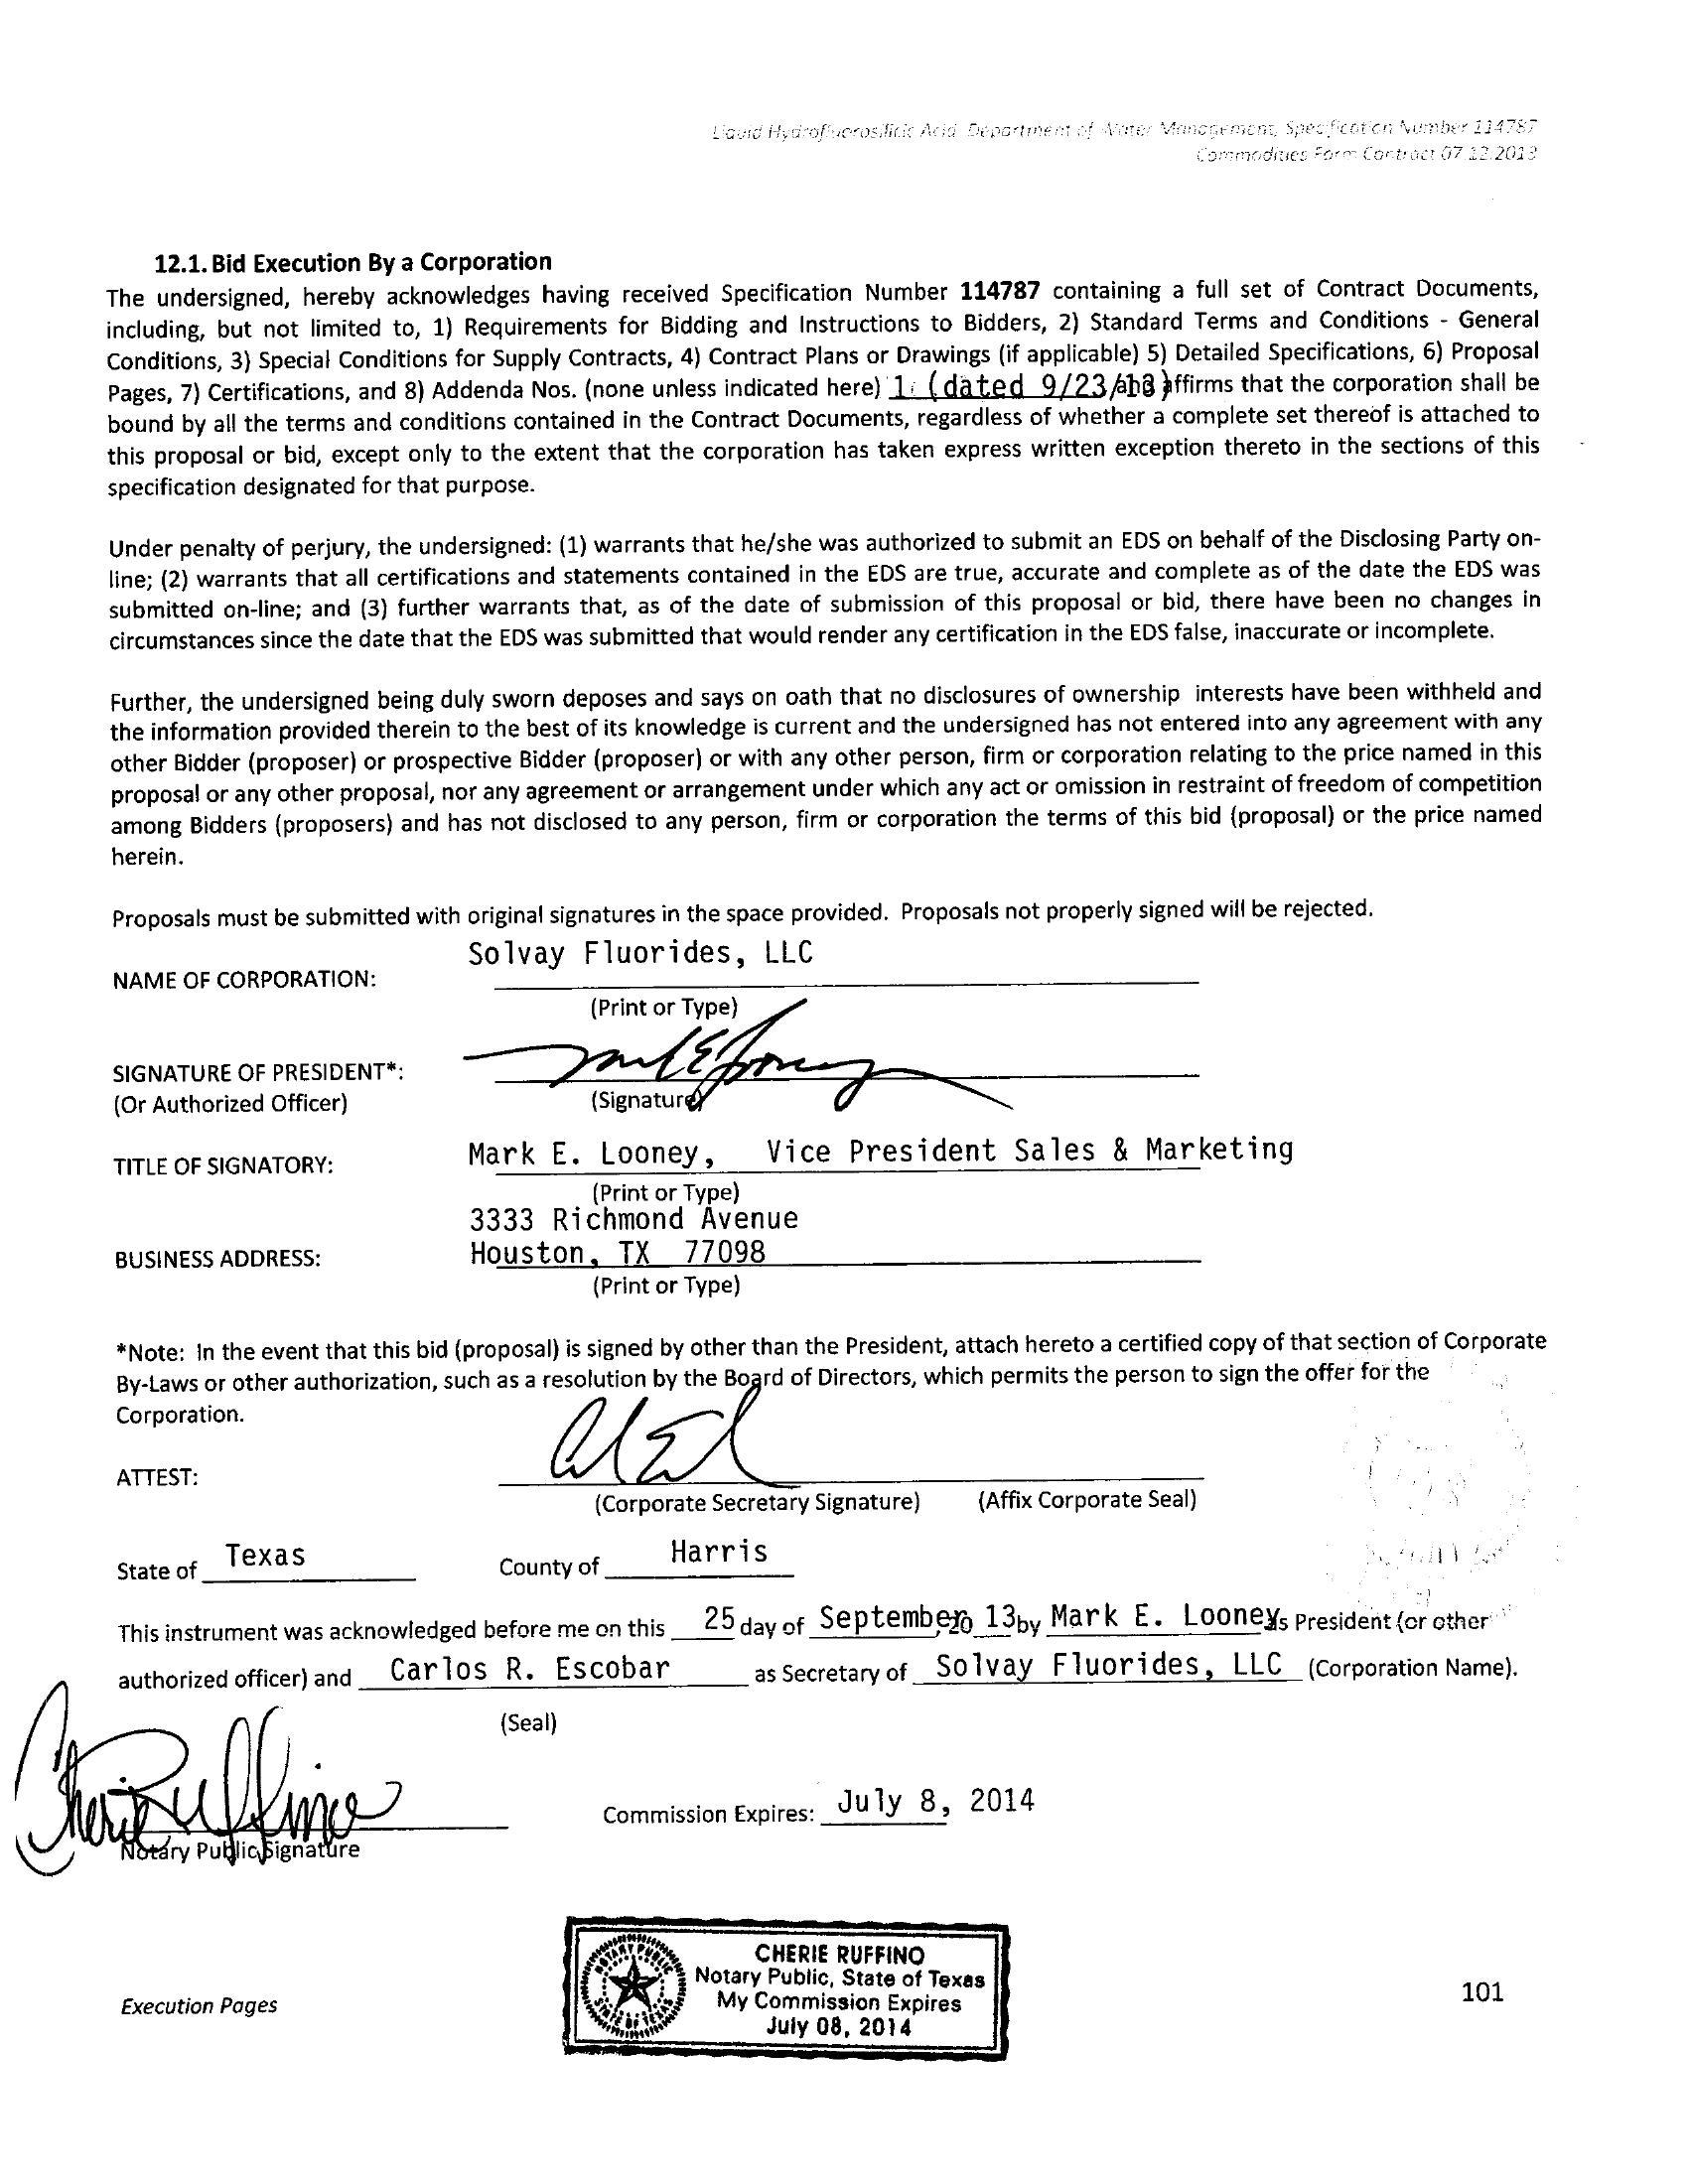 Liquid Hydrofluorosilicic Acid, Department of Water Management, Specification Number 114787
Commodities Form Contract 07.12.2013
12.1. Bid Execution By a Corporation
The undersigned, hereby acknowledges having received Specification Number 114787 containing a full set of Contract Documents,
including, but not limited to, 1) Requirements for Bidding and Instructions to Bidders, 2) Standard Terms and Conditions - General
Conditions, 3) Special Conditions for Supply Contracts, 4) Contract Plans or Drawings (if applicable) 5) Detailed Specifications, 6) Proposal
Pages, 7) Certifications, and 8) Addenda Nos. (none unless indicated here) 1 (dated 9/23/13) affirms that the corporation shall be
bound by all the terms and conditions contained in the Contract Documents, regardless of whether a complete set thereof is attached to
this proposal or bid, except only to the extent that the corporation has taken express written exception thereto in the sections of this
specification designated for that purpose.
Under penalty of perjury, the undersigned: (1) warrants that he/she was authorized to submit an EDS on behalf of the Disclosing Party on-
line; (2) warrants that all certifications and statements contained in the EDS are true, accurate and complete as of the date the EDS was
submitted on-line; and (3) further warrants that, as of the date of submission of this proposal or bid, there have been no changes in
circumstances since the date that the EDS was submitted that would render any certification in the EDS false, inaccurate or incomplete.
Further, the undersigned being duly sworn deposes and says on oath that no disclosures of ownership interests have been withheld and
the information provided therein to the best of its knowledge is current and the undersigned has not entered into any agreement with any
other Bidder (proposer) or prospective Bidder (proposer) or with any other person, firm or corporation relating to the price named in this
proposal or any other proposal, nor any agreement or arrangement under which any act or omission in restraint of freedom of competition
among Bidders (proposers) and has not disclosed to any person, firm or corporation the terms of this bid (proposal) or the price named
herein.
Proposals must be submitted with original signatures in the space provided. Proposals not properly signed will be rejected.
NAME OF CORPORATION: Solvay Fluorides, LLC
(Print or Type)
SIGNATURE OF PRESIDENT*: Mark E Looney
(Or Authorized Officer) (Signature)
TITLE OF SIGNATORY: Mark E. Looney, Vice President Sales & Marketing
(Print or Type)
3333 Richmond Avenue
BUSINESS ADDRESS: Houston, TX 77098
(Print or Type)
*Note: In the event that this bid (proposal) is signed by other than the President, attach hereto a certified copy of that section of Corporate
By-Laws or other authorization, such as a resolution by the Board of Directors, which permits the person to sign the offer for the
Corporation.
ATTEST:
(Corporate Secretary Signature) (Affix Corporate Seal)
State of Texas County of Harris
This instrument was acknowledged before me on this 25 day of September, 20 13 by Mark E. Looney as President (or other
authorized officer) and Carlos R. Escobar as Secretary of Solvay Fluorides, LLC (Corporation Name).
(Seal)
Cherie Ruffino
Commission Expires: July 8, 2014
Notary Public Signature
CHERIE RUFFINO
Notary Public, State of Texas
My Commission Expires
July 08, 2014
NOTARY PUBLIC
STATE OF TEXAS
Execution Pages 101